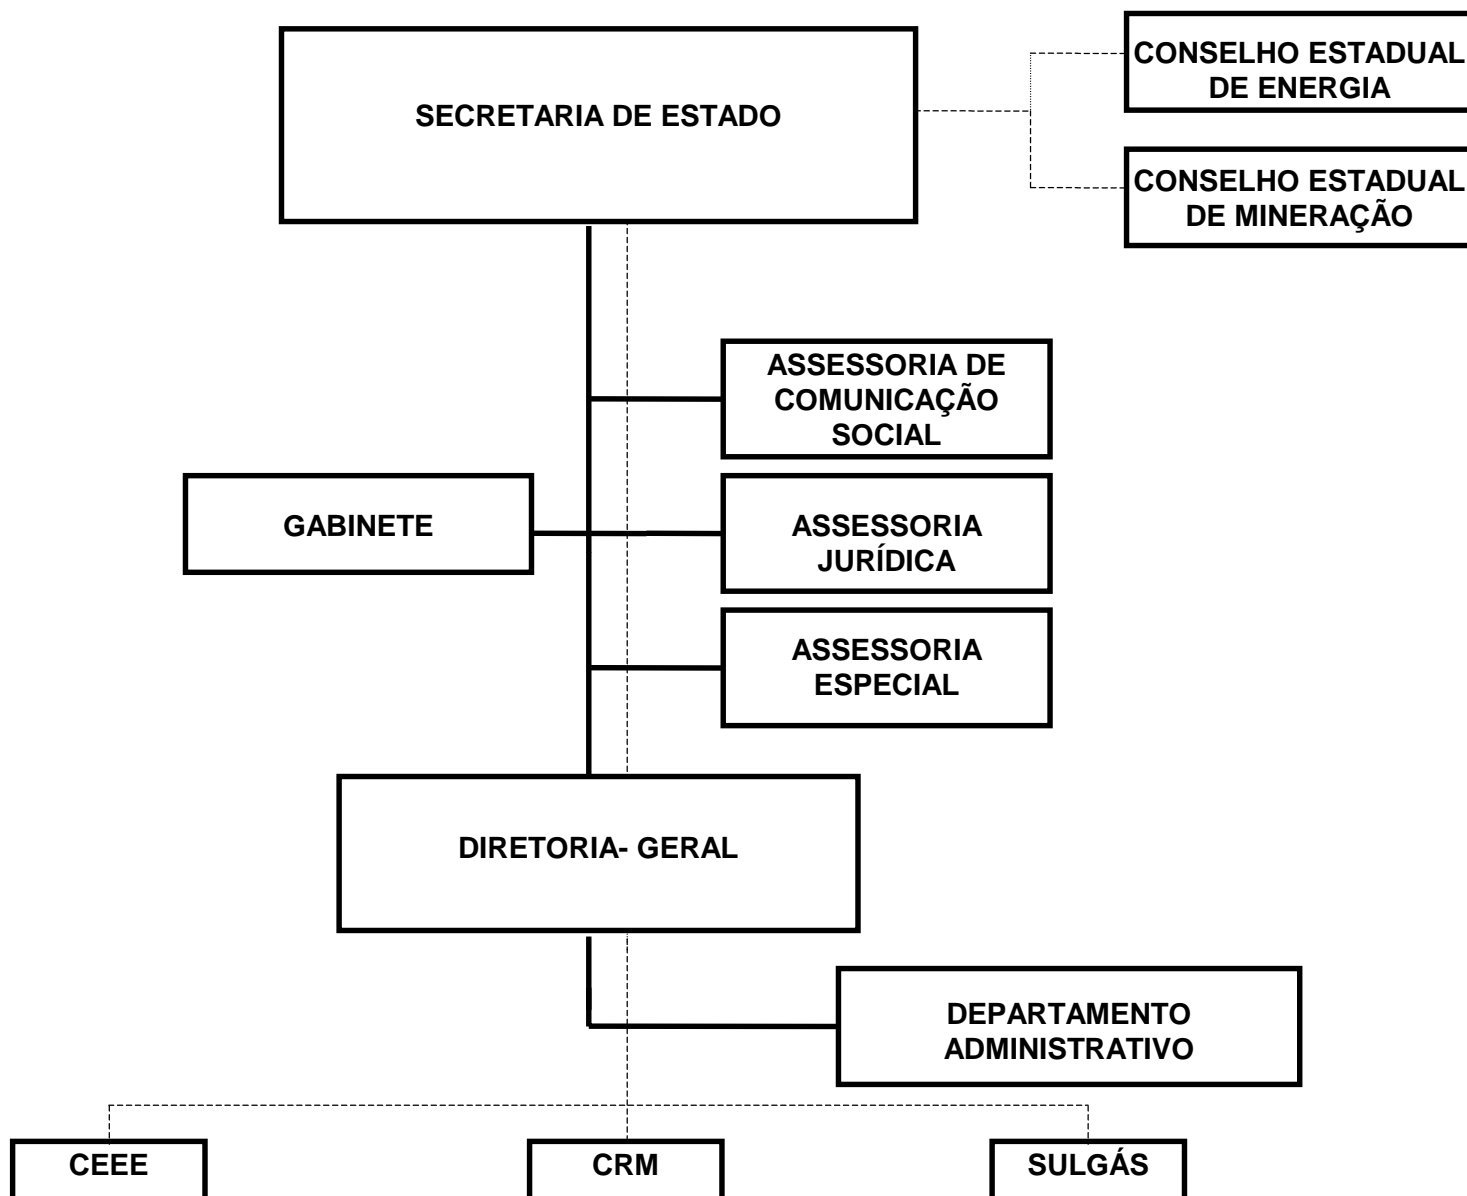 CONSELHO ESTADUAL
DE ENERGIA
SECRETARIA DE ESTADO
CONSELHO ESTADUAL
DE MINERAÇÃO
ASSESSORIA DE
COMUNICAÇÃO
SOCIAL
GABINETE
ASSESSORIA
JURÍDICA
ASSESSORIA
ESPECIAL
DIRETORIA- GERAL
DEPARTAMENTO
ADMINISTRATIVO
CEEE
CRM
SULGÁS